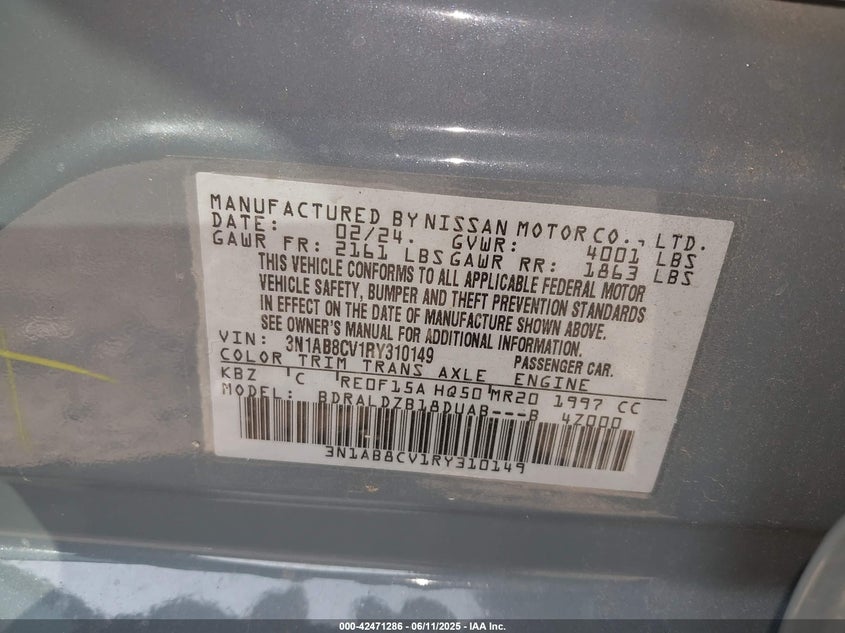 MANUFACTURED BY NISSAN MOTOR CO., LTD.
DATE: 02/24. GVWR: 4001 LBS
GAWR FR: 2161 LBS GAWR RR: 1863 LBS
THIS VEHICLE CONFORMS TO ALL APPLICABLE FEDERAL MOTOR
VEHICLE SAFETY, BUMPER AND THEFT PREVENTION STANDARDS
IN EFFECT ON THE DATE OF MANUFACTURE SHOWN ABOVE.
SEE OWNER'S MANUAL FOR ADDITIONAL INFORMATION.
VIN: 3N1AB8CV1RY310149 PASSENGER CAR.
COLOR TRIM TRANS AXLE ENGINE
KBZ C RE0F15A HQ50 MR20 1997 CC
MODEL: BDRALDZB18DUAB---B 4Z000
3N1AB8CV1RY310149
000-42471286 - 06/11/2025 - IAA Inc.